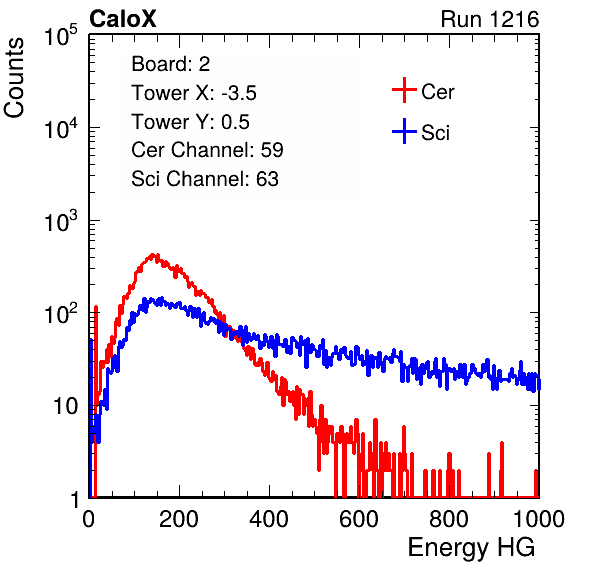 CaloX Run 1216
Counts
Board: 2
Tower X: -3.5
Tower Y: 0.5
Cer Channel: 59
Sci Channel: 63
Cer
Sci
10^5
10^4
10^3
10^2
10
1
0 200 400 600 800 1000
Energy HG